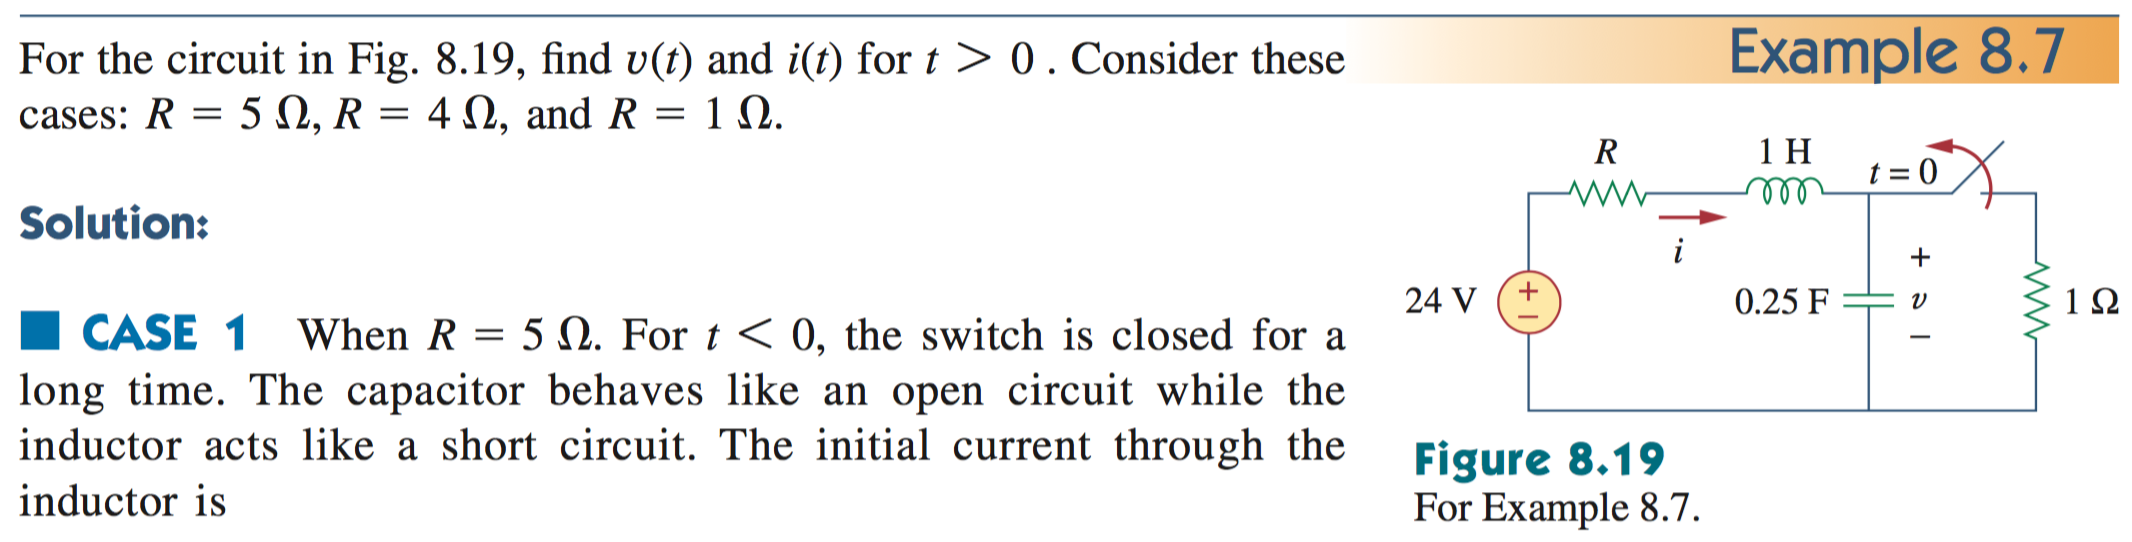 Example 8.7
For the circuit in Fig. 8.19, find v(t) and i(t) for t > 0 . Consider these
cases: R = 5 Ω, R = 4 Ω, and R = 1 Ω.
Solution:
■ CASE 1 When R = 5 Ω. For t < 0, the switch is closed for a
long time. The capacitor behaves like an open circuit while the
inductor acts like a short circuit. The initial current through the
inductor is
R
1 H
t = 0
i
+
24 V
+
−
0.25 F
v
1 Ω
−
Figure 8.19
For Example 8.7.